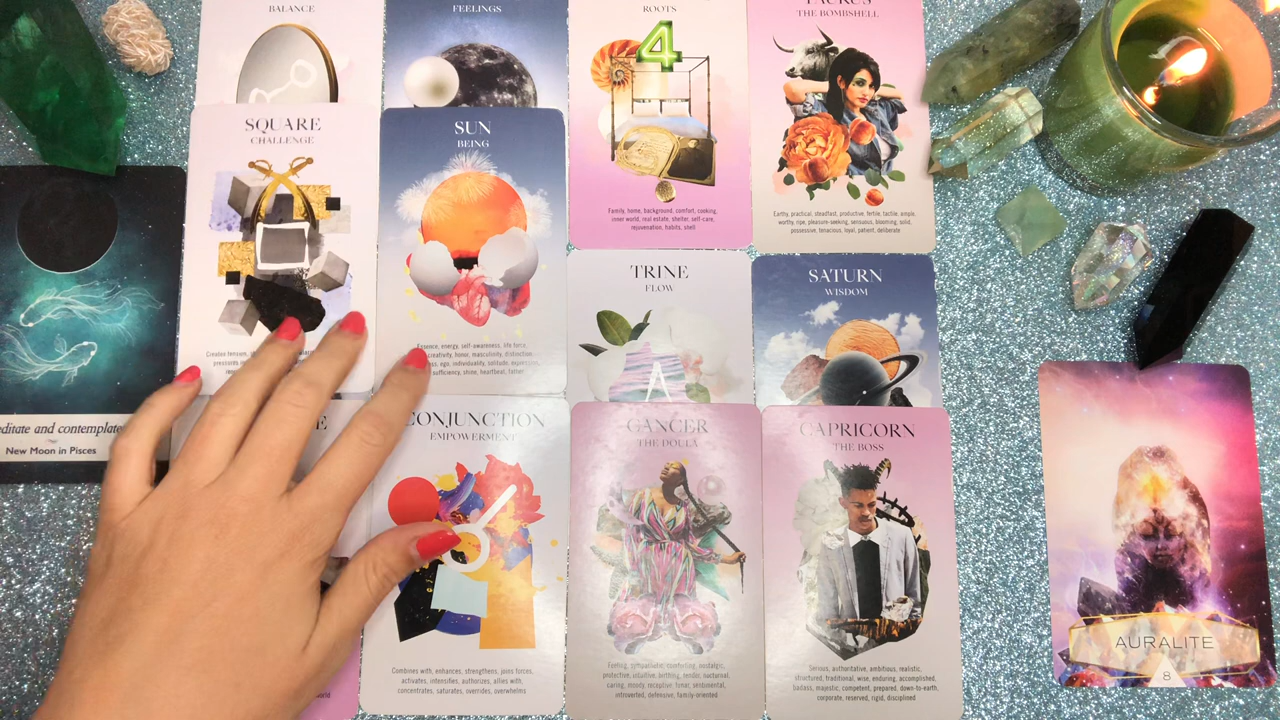 BALANCE
FEELINGS
ROOTS
4
Family, home, background, comfort, cooking,
inner world, real estate, shelter, self-care,
rejuvenation, habits, shell
TAURUS
THE BOMBSHELL
Earthy, practical, steadfast, productive, fertile, tactile, ample,
worthy, ripe, pleasure-seeking, sensuous, blooming, solid,
possessive, tenacious, loyal, patient, deliberate
SQUARE
CHALLENGE
Creates tension,
SUN
BEING
Essence, energy, self-awareness, life force,
creativity, honor, masculinity, distinction,
ego, individuality, solitude,
sufficiency, shine, heartbeat, father
TRINE
FLOW
SATURN
WISDOM
editate and contemplate
New Moon in Pisces
E
CONJUNCTION
EMPOWERMENT
Combines with, enhances, strengthens, joins forces,
activates, intensifies, authorizes, allies with,
concentrates, saturates, overrides, overwhelms
CANCER
THE DOULA
Feeling, comforting, nostalgic,
protective, intuitive, birthing, tender, nocturnal,
caring, moody, receptive, sentimental,
introverted, defensive, family-oriented
CAPRICORN
THE BOSS
Serious, authoritative, ambitious, realistic,
structured, traditional, wise, enduring, accomplished,
badass, majestic, competent, prepared, down-to-earth,
corporate, reserved, rigid, disciplined
world
AURALITE
8